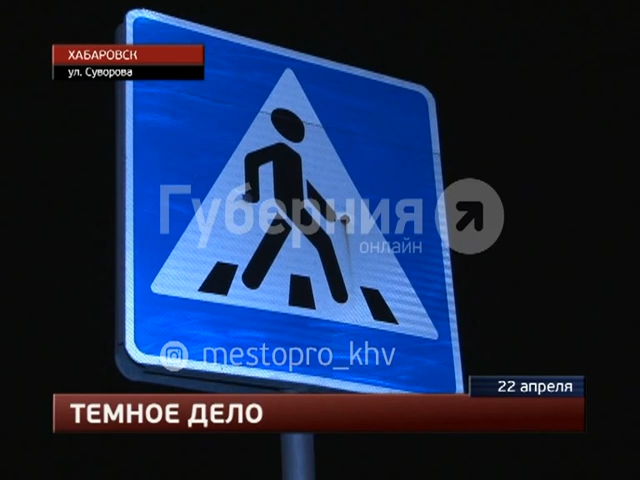 ХАБАРОВСК
ул. Суворова
Губерния
онлайн
mestopro_khv
22 апреля
ТЕМНОЕ ДЕЛО